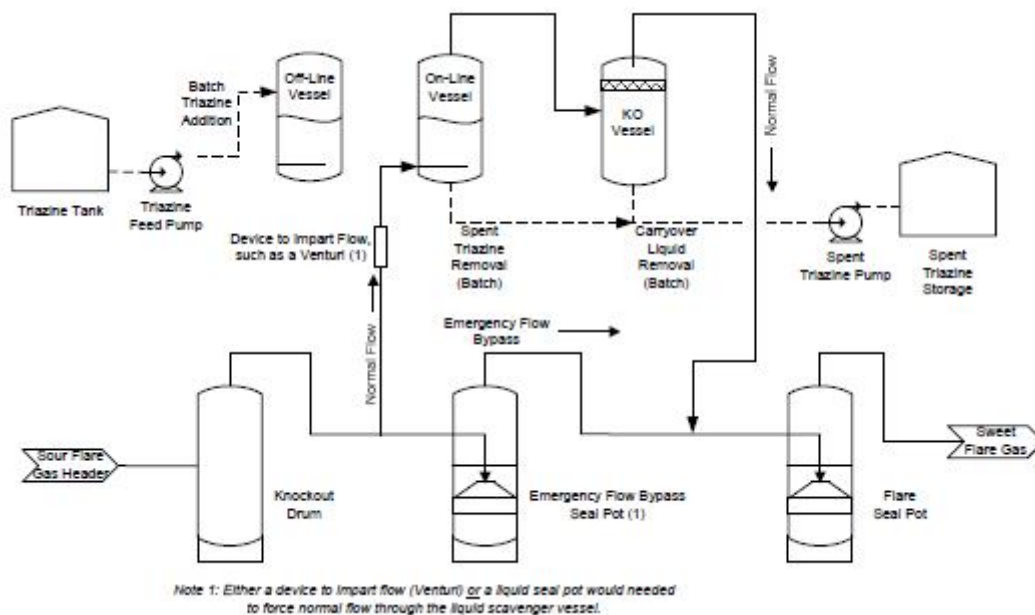 Off-Line
Vessel
On-Line
Vessel
KO
Vessel
Batch
Triazine
Addition
Normal Flow
Triazine Tank
Triazine
Feed Pump
Device to Impart Flow,
such as a Venturi (1)
Spent
Triazine
Removal
(Batch)
Carryover
Liquid
Removal
(Batch)
Spent
Triazine Pump
Spent
Triazine
Storage
Normal Flow
Emergency Flow
Bypass
Sour Flare
Gas Header
Knockout
Drum
Emergency Flow Bypass
Seal Pot (1)
Flare
Seal Pot
Sweet
Flare Gas
Note 1: Either a device to impart flow (Venturi) or a liquid seal pot would needed
to force normal flow through the liquid scavenger vessel.